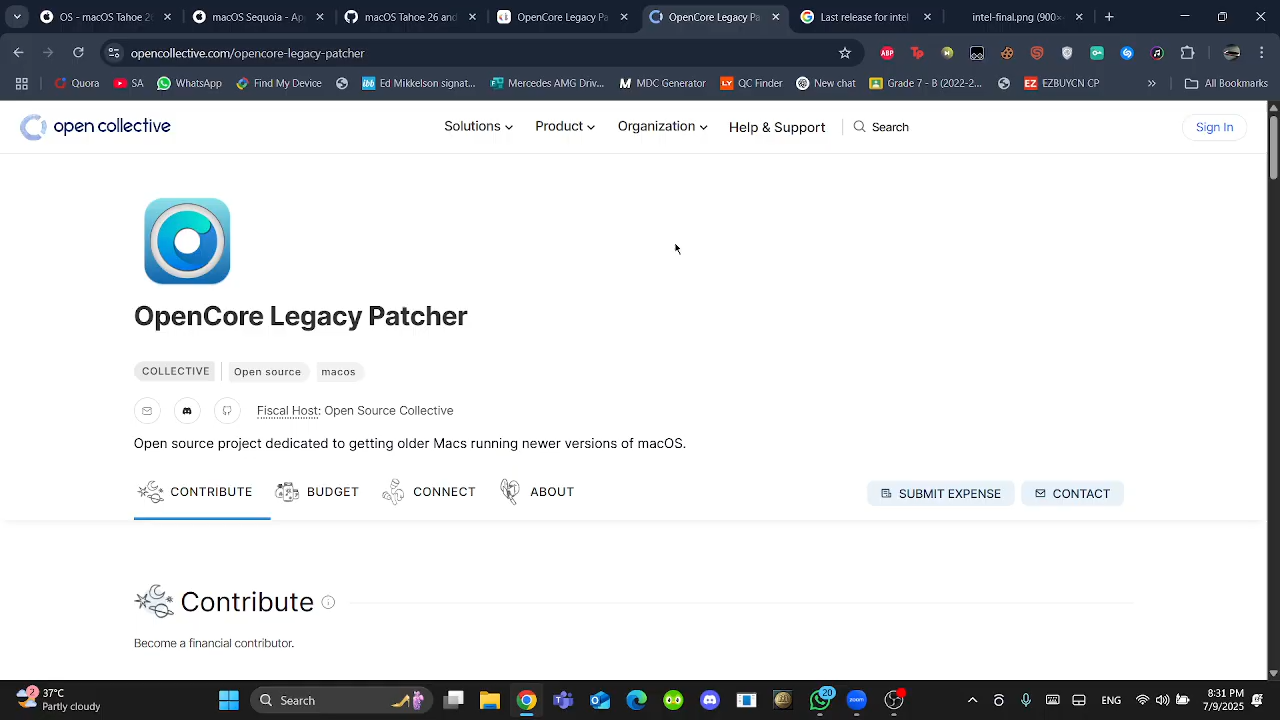 OS - macOS Tahoe 26
macOS Sequoia - Ap
macOS Tahoe 26 and
OpenCore Legacy Pa
OpenCore Legacy Pa
Last release for intel
intel-final.png (900×
opencollective.com/opencore-legacy-patcher
ABP
Quora
SA
WhatsApp
Find My Device
ibb Ed Mikkelson signat...
Mercedes AMG Driv...
M MDC Generator
LY QC Finder
New chat
Grade 7 - B (2022-2...
EZ EZBUYCN CP
All Bookmarks
open collective
Solutions
Product
Organization
Help & Support
Search
Sign In
OpenCore Legacy Patcher
COLLECTIVE
Open source
macos
Fiscal Host: Open Source Collective
Open source project dedicated to getting older Macs running newer versions of macOS.
CONTRIBUTE
BUDGET
CONNECT
ABOUT
SUBMIT EXPENSE
CONTACT
Contribute
Become a financial contributor.
2
37°C
Partly cloudy
Search
20
zoom
ENG
8:31 PM
7/9/2025